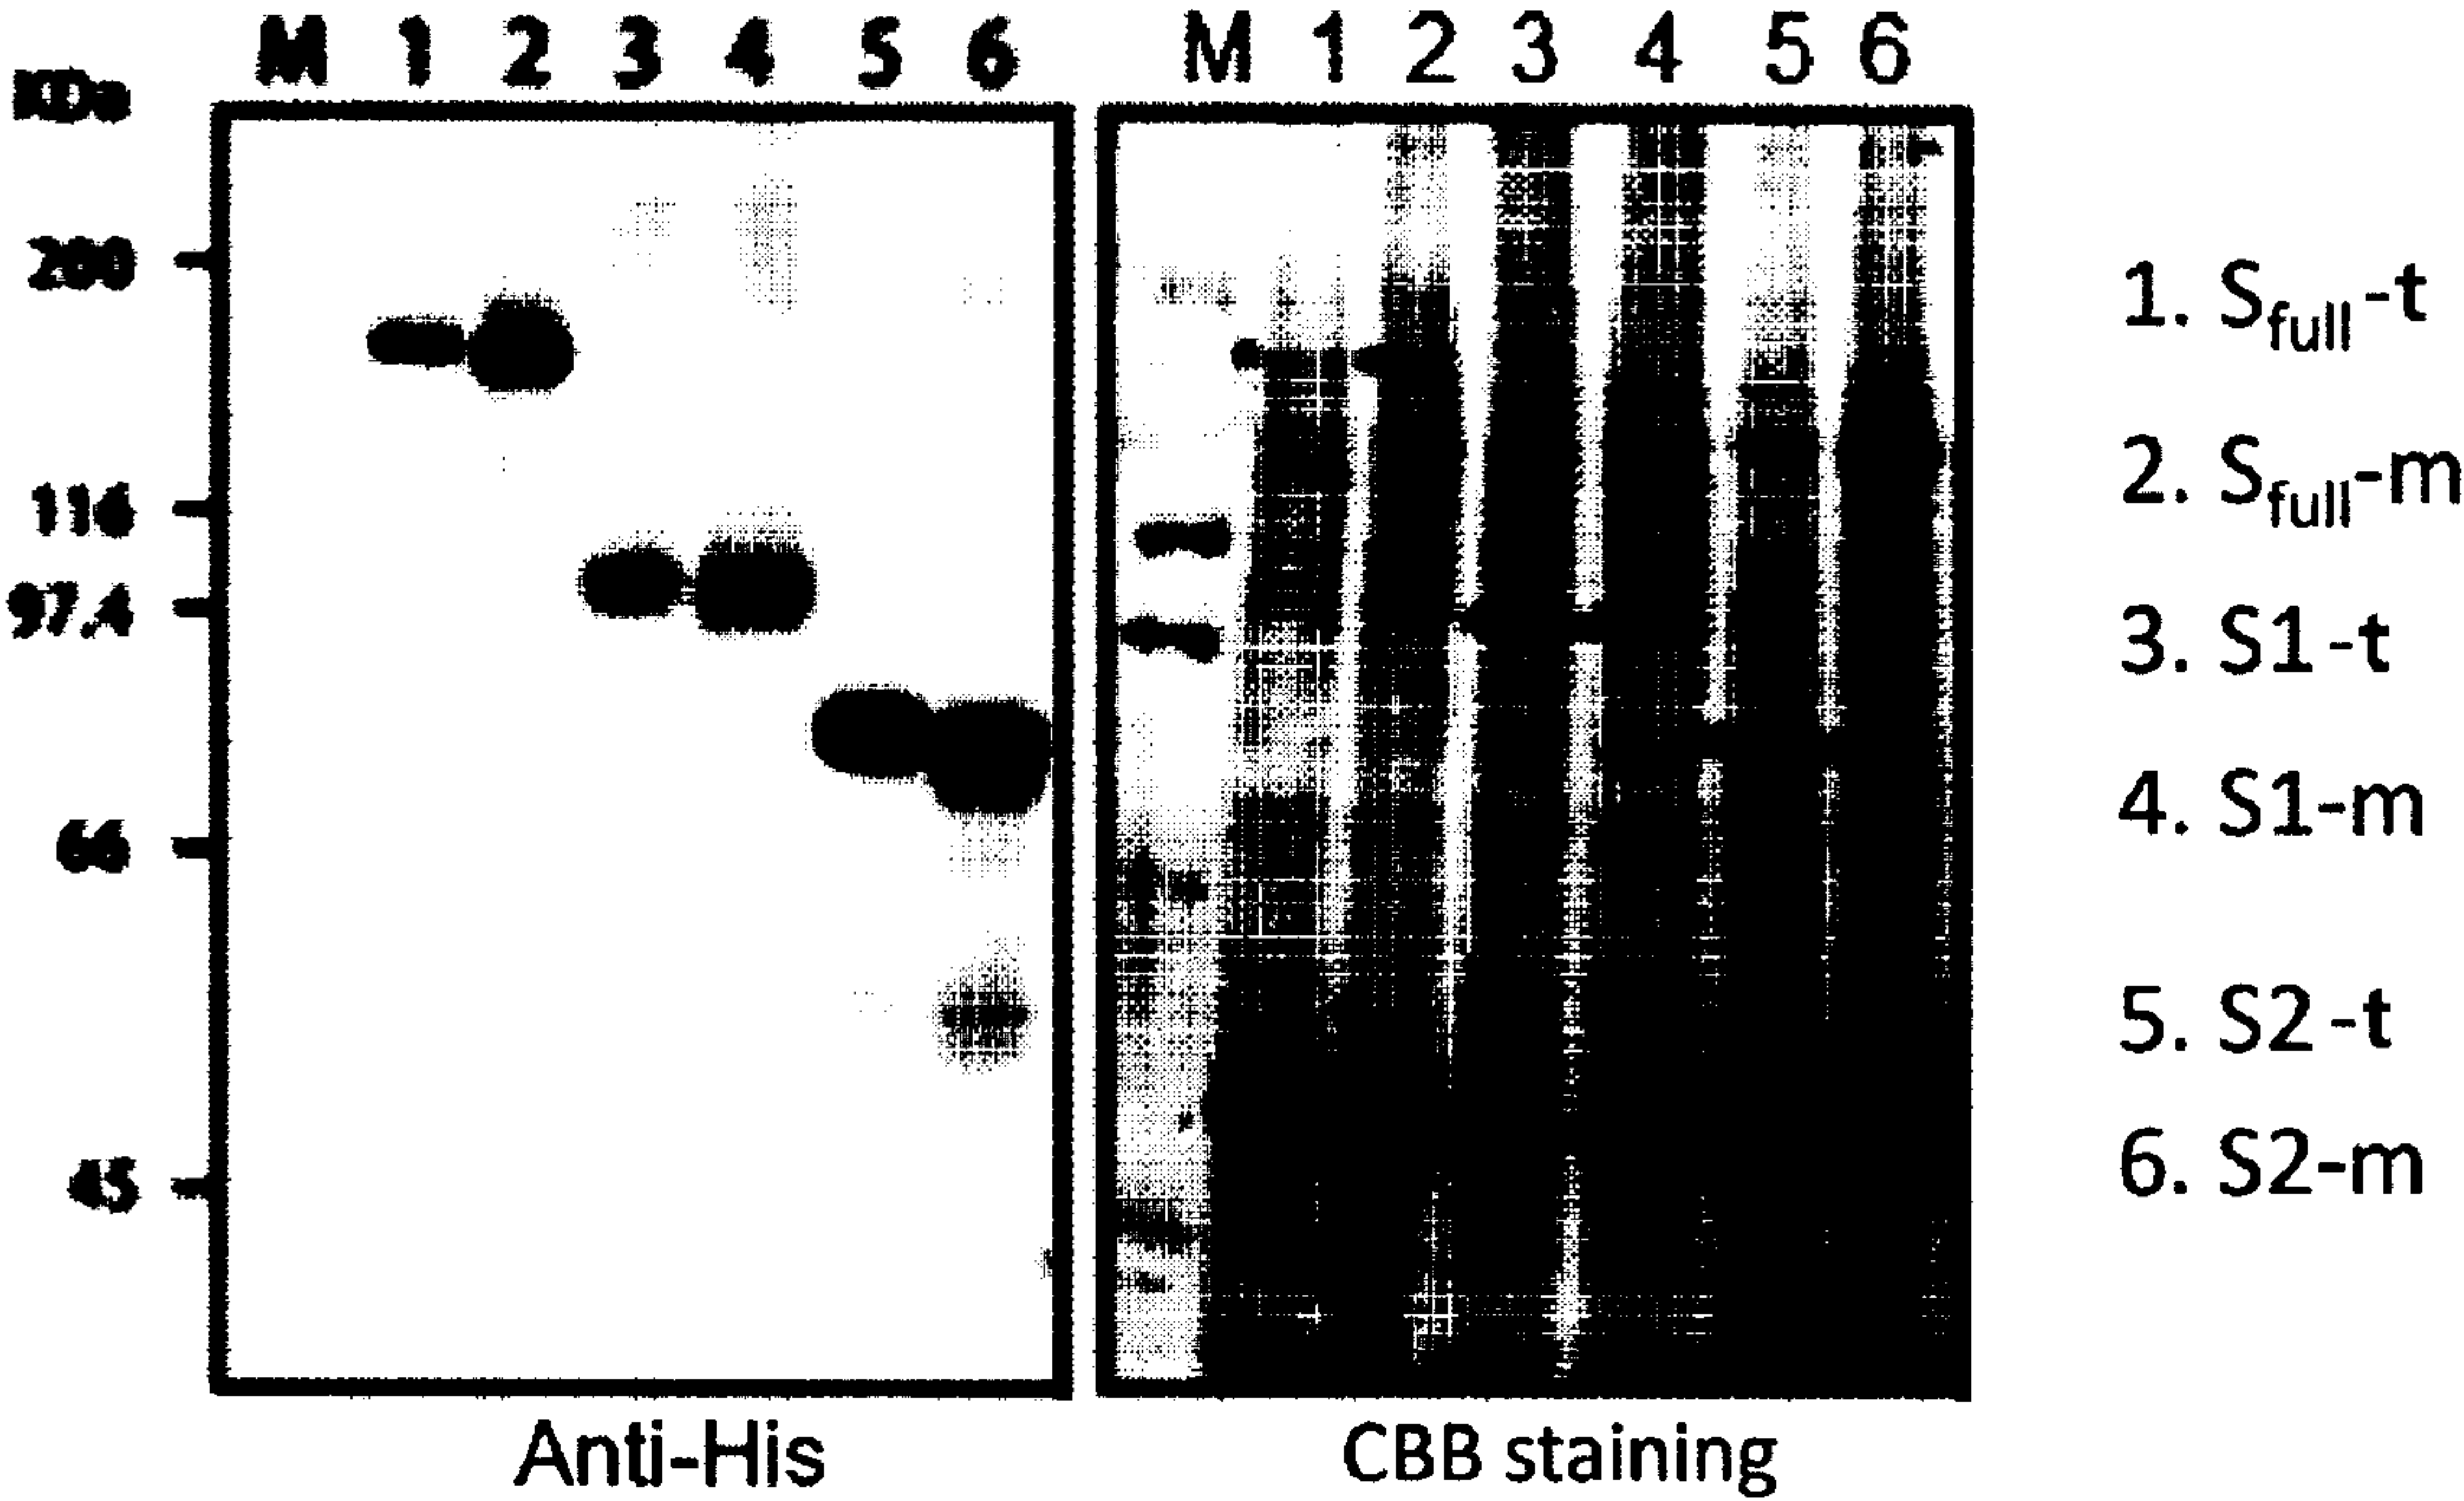 M 1 2 3 4 5 6
M 1 2 3 4 5 6
KDa
200
116
97.4
66
45
1. Sfull-t
2. Sfull-m
3. S1-t
4. S1-m
5. S2-t
6. S2-m
Anti-His
CBB staining